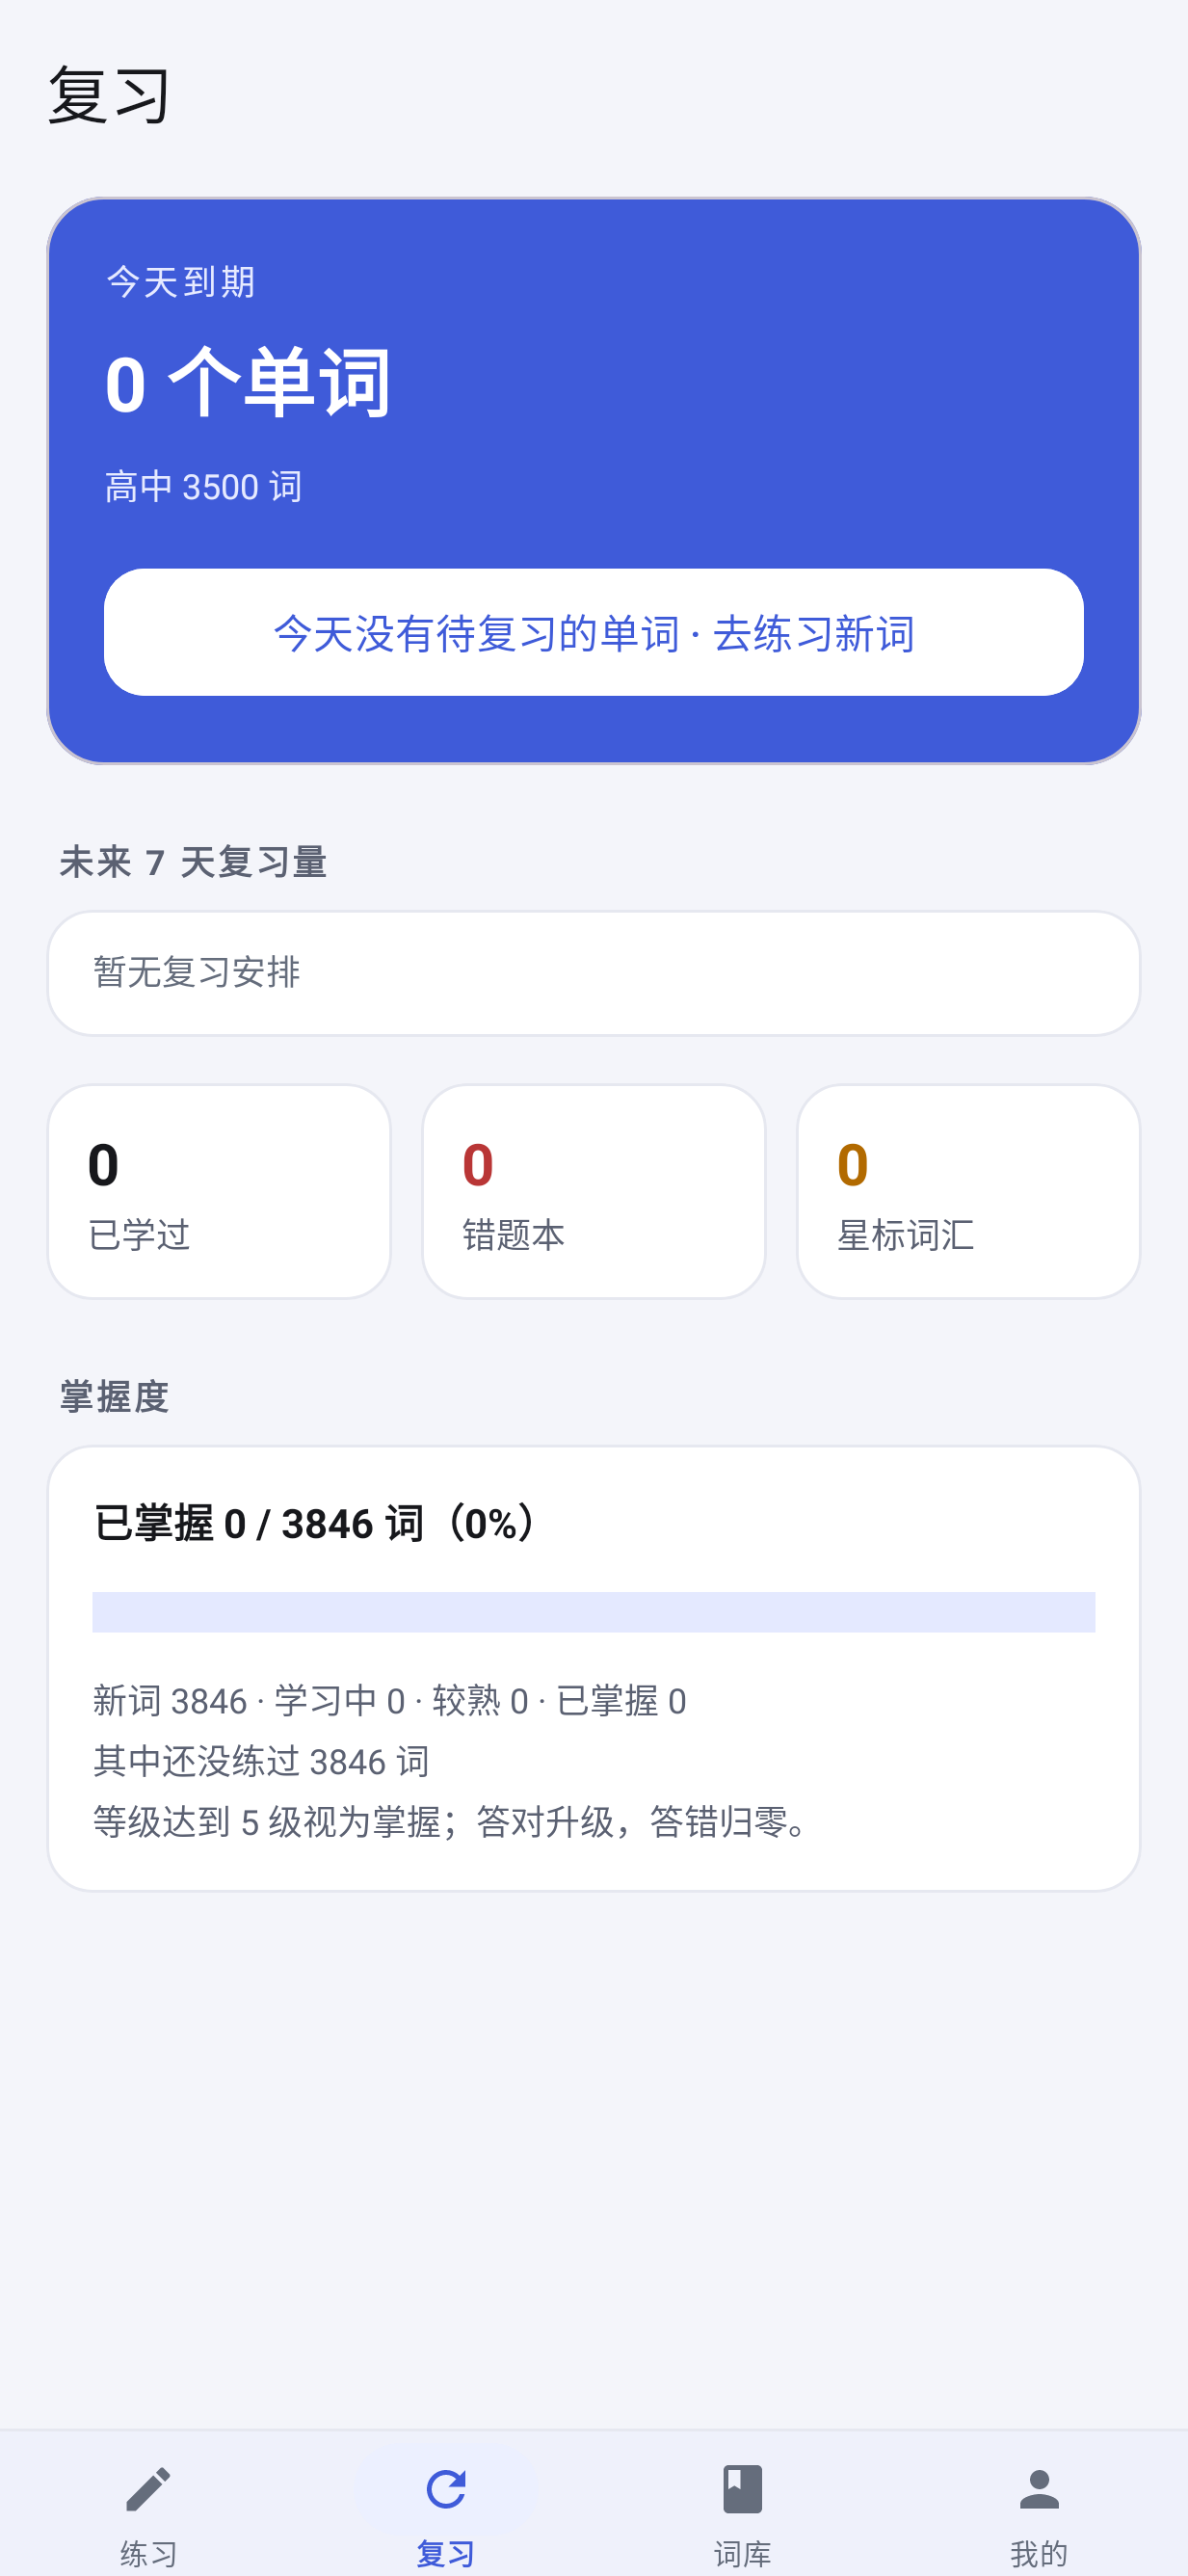 复习
今天到期
0 个单词
高中 3500 词
今天没有待复习的单词 · 去练习新词
未来 7 天复习量
暂无复习安排
0
已学过
0
错题本
0
星标词汇
掌握度
已掌握 0 / 3846 词（0%）
新词 3846 · 学习中 0 · 较熟 0 · 已掌握 0
其中还没练过 3846 词
等级达到 5 级视为掌握；答对升级，答错归零。
练习
复习
词库
我的